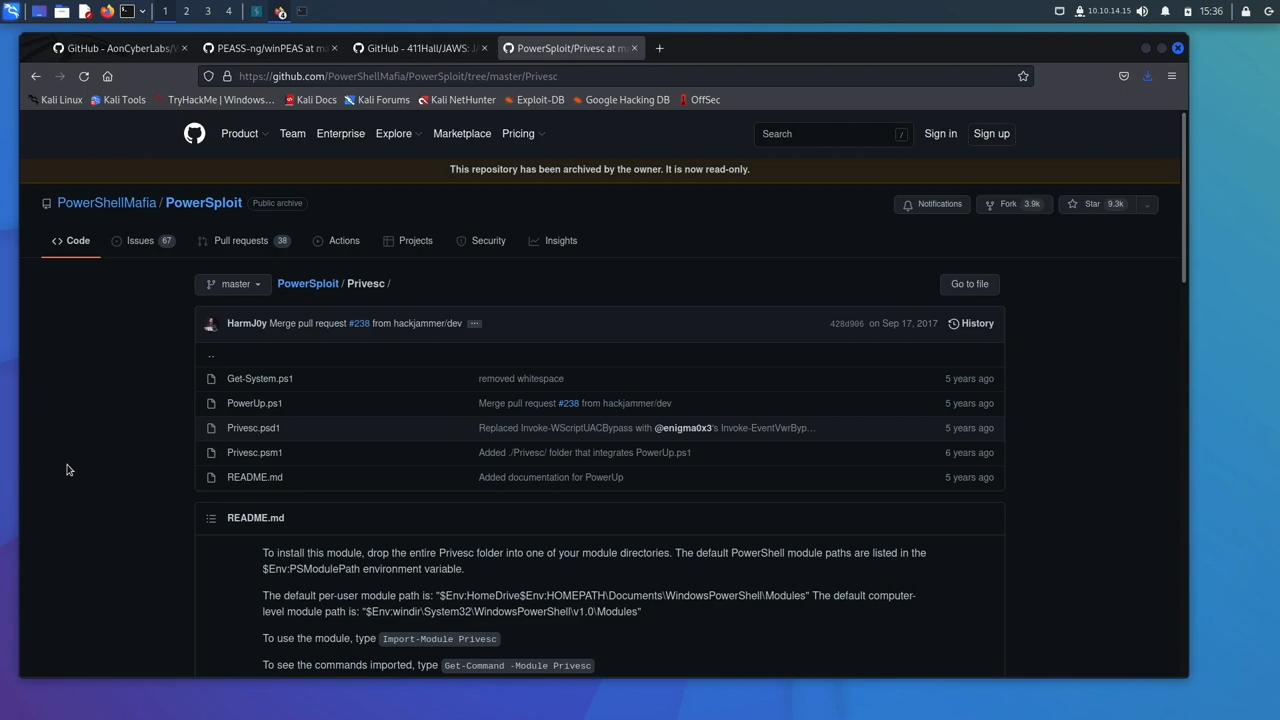 1 2 3 4 10.10.14.15 15:36
GitHub - AonCyberLabs/W PEASS-ng/winPEAS at ma GitHub - 411Hall/JAWS: J PowerSploit/Privesc at ma
https://github.com/PowerShellMafia/PowerSploit/tree/master/Privesc
Kali Linux Kali Tools TryHackMe | Windows… Kali Docs Kali Forums Kali NetHunter Exploit-DB Google Hacking DB OffSec
Product Team Enterprise Explore Marketplace Pricing Search / Sign in Sign up
This repository has been archived by the owner. It is now read-only.
PowerShellMafia / PowerSploit Public archive Notifications Fork 3.9k Star 9.3k
Code Issues 67 Pull requests 38 Actions Projects Security Insights
master PowerSploit / Privesc / Go to file
HarmJ0y Merge pull request #238 from hackjammer/dev ... 428d906 on Sep 17, 2017 History
..
Get-System.ps1 removed whitespace 5 years ago
PowerUp.ps1 Merge pull request #238 from hackjammer/dev 5 years ago
Privesc.psd1 Replaced Invoke-WScriptUACBypass with @enigma0x3's Invoke-EventVwrByp… 5 years ago
Privesc.psm1 Added ./Privesc/ folder that integrates PowerUp.ps1 6 years ago
README.md Added documentation for PowerUp 5 years ago
README.md
To install this module, drop the entire Privesc folder into one of your module directories. The default PowerShell module paths are listed in the
$Env:PSModulePath environment variable.
The default per-user module path is: "$Env:HomeDrive$Env:HOMEPATH\Documents\WindowsPowerShell\Modules" The default computer-
level module path is: "$Env:windir\System32\WindowsPowerShell\v1.0\Modules"
To use the module, type Import-Module Privesc
To see the commands imported, type Get-Command -Module Privesc